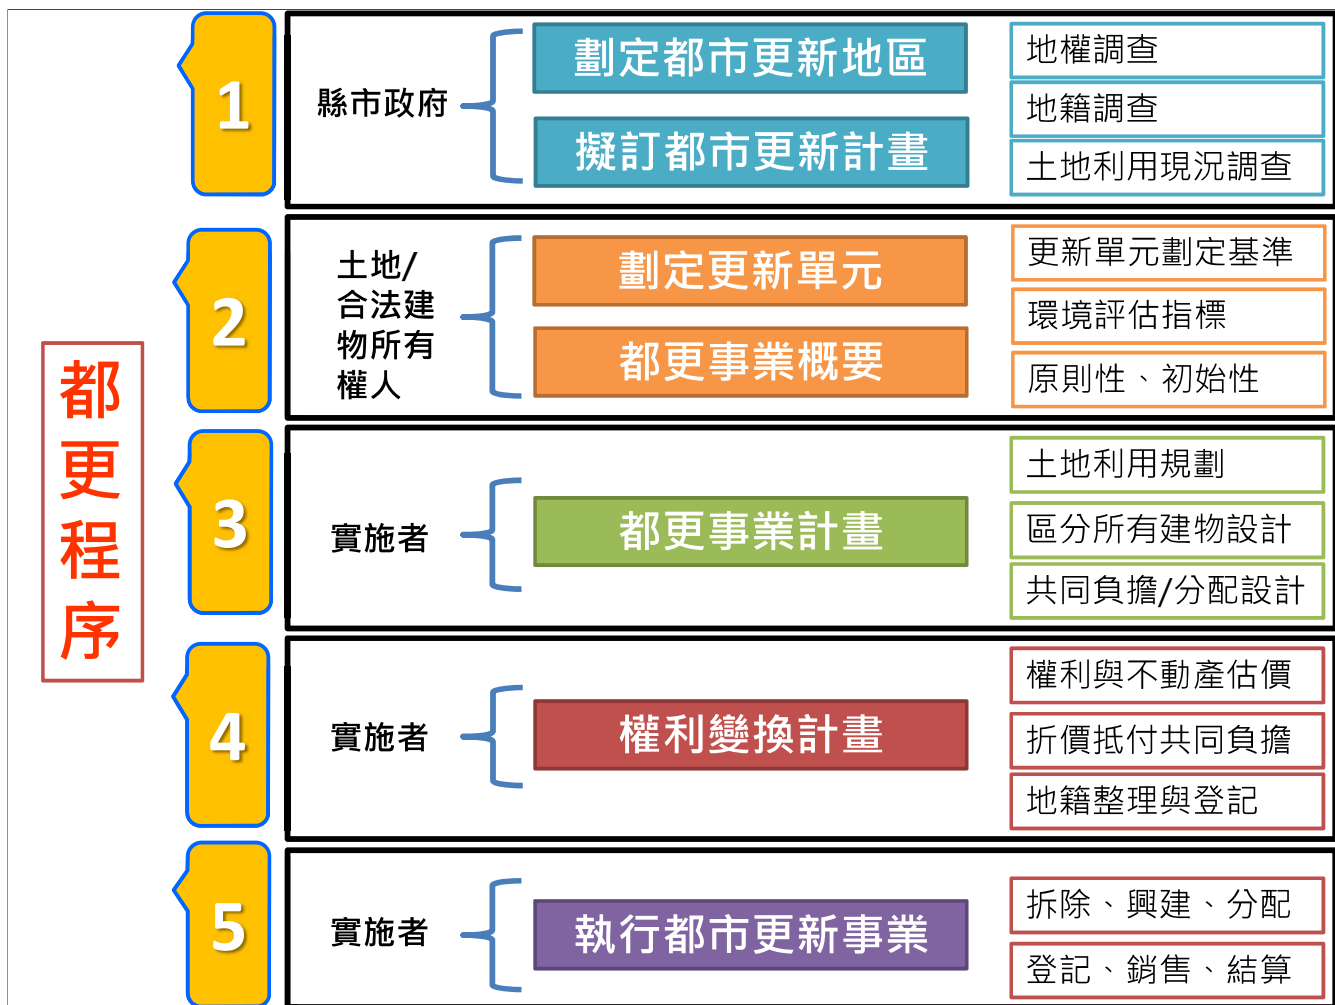 都
更
程
序
1
縣市政府
劃定都市更新地區
擬訂都市更新計畫
地權調查
地籍調查
土地利用現況調查
2
土地/
合法建
物所有
權人
劃定更新單元
都更事業概要
更新單元劃定基準
環境評估指標
原則性、初始性
3
實施者
都更事業計畫
土地利用規劃
區分所有建物設計
共同負擔/分配設計
4
實施者
權利變換計畫
權利與不動產估價
折價抵付共同負擔
地籍整理與登記
5
實施者
執行都市更新事業
拆除、興建、分配
登記、銷售、結算